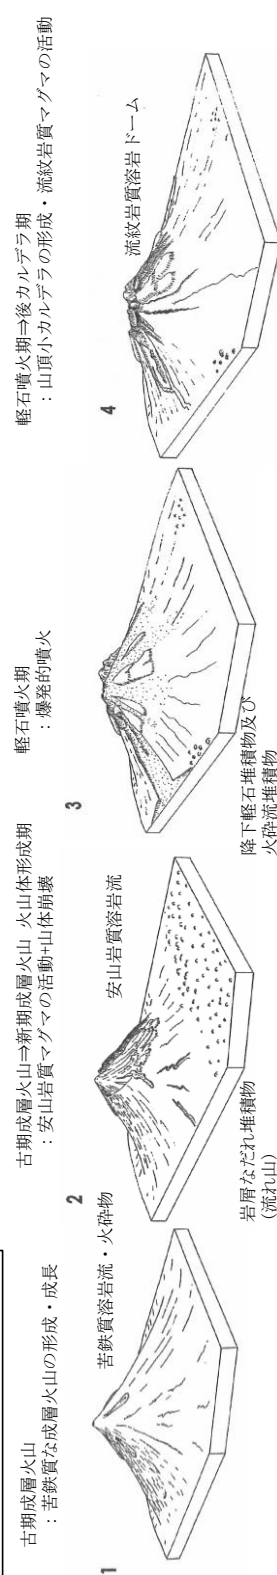 古期成層火山
：苦鉄質な成層火山の形成・成長
1
苦鉄質溶岩流・火砕物
古期成層火山⇒新期成層火山 火山体形成期
：安山岩質マグマの活動+山体崩壊
2
安山岩質溶岩流
岩屑なだれ堆積物
(流れ山)
軽石噴火期
：爆発的噴火
3
降下軽石堆積物及び
火砕流堆積物
軽石噴火期⇒後カルデラ期
：山頂小カルデラの形成・流紋岩質マグマの活動
4
流紋岩質溶岩ドーム